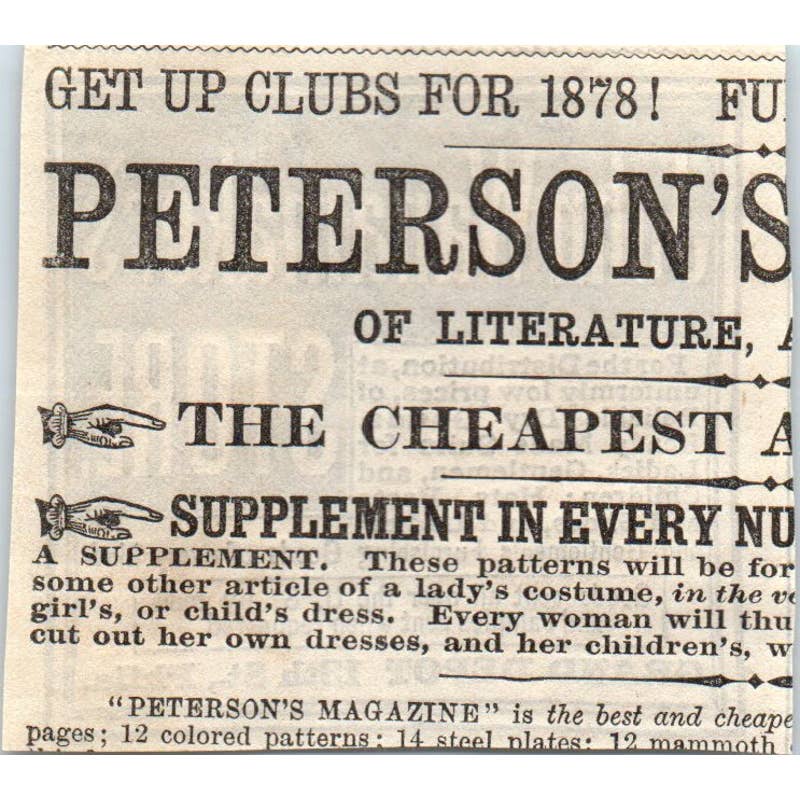 GET UP CLUBS FOR 1878! FU
PETERSON'S
OF LITERATURE, A
THE CHEAPEST A
SUPPLEMENT IN EVERY NU
A SUPPLEMENT. These patterns will be for
some other article of a lady's costume, in the ve
girl's, or child's dress. Every woman will thu
cut out her own dresses, and her children's, w
"PETERSON'S MAGAZINE" is the best and cheape
pages; 12 colored patterns; 14 steel plates; 12 mammoth